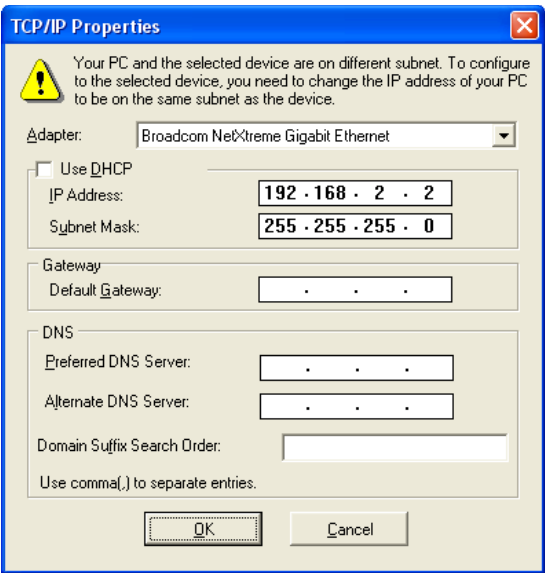 TCP/IP Properties
Your PC and the selected device are on different subnet. To configure
to the selected device, you need to change the IP address of your PC
to be on the same subnet as the device.
Adapter: Broadcom NetXtreme Gigabit Ethernet
Use DHCP
IP Address: 192 . 168 . 2 . 2
Subnet Mask: 255 . 255 . 255 . 0
Gateway
Default Gateway: . . .
DNS
Preferred DNS Server: . . .
Alternate DNS Server: . . .
Domain Suffix Search Order:
Use comma(,) to separate entries.
OK Cancel